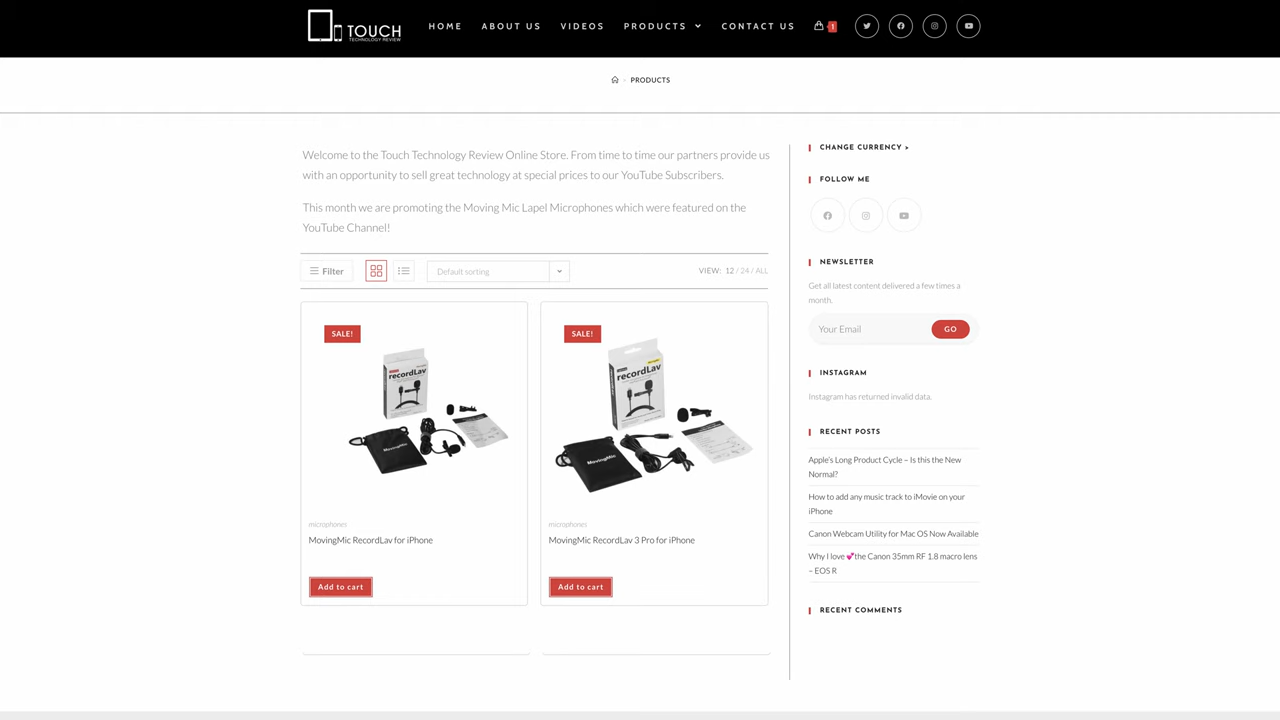 TOUCH
TECHNOLOGY REVIEW
HOME
ABOUT US
VIDEOS
PRODUCTS
CONTACT US
1
PRODUCTS
Welcome to the Touch Technology Review Online Store. From time to time our partners provide us
with an opportunity to sell great technology at special prices to our YouTube Subscribers.
This month we are promoting the Moving Mic Lapel Microphones which were featured on the
YouTube Channel!
Filter
Default sorting
VIEW: 12 / 24 / ALL
SALE!
recordLav
MovingMic
microphones
MovingMic RecordLav for iPhone
Add to cart
SALE!
recordLav
MovingMic
microphones
MovingMic RecordLav 3 Pro for iPhone
Add to cart
CHANGE CURRENCY >
FOLLOW ME
NEWSLETTER
Get all latest content delivered a few times a
month.
Your Email
GO
INSTAGRAM
Instagram has returned invalid data.
RECENT POSTS
Apple's Long Product Cycle – Is this the New
Normal?
How to add any music track to iMovie on your
iPhone
Canon Webcam Utility for Mac OS Now Available
Why I love 💕the Canon 35mm RF 1.8 macro lens
– EOS R
RECENT COMMENTS